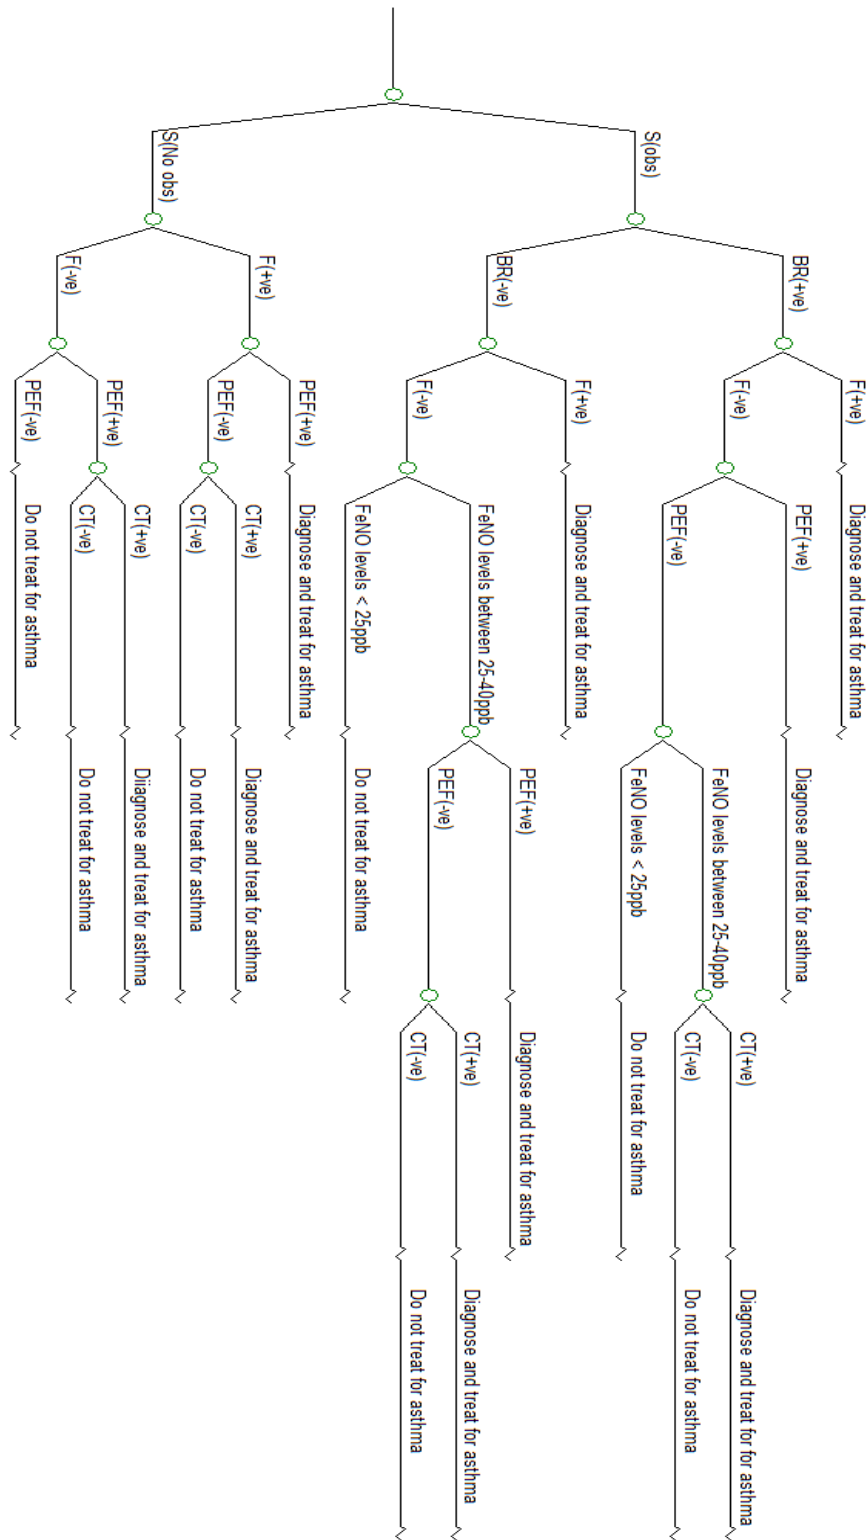 S(obs)
BR(+ve)
F(+ve)
Diagnose and treat for asthma
F(-ve)
PEF(+ve)
Diagnose and treat for asthma
PEF(-ve)
FeNO levels between 25-40ppb
CT(+ve)
Diagnose and treat for for asthma
CT(-ve)
Do not treat for asthma
FeNO levels < 25ppb
Do not treat for asthma
BR(-ve)
F(+ve)
Diagnose and treat for asthma
F(-ve)
FeNO levels between 25-40ppb
PEF(+ve)
Diagnose and treat for asthma
PEF(-ve)
CT(+ve)
Diagnose and treat for asthma
CT(-ve)
Do not treat for asthma
FeNO levels < 25ppb
Do not treat for asthma
S(No obs)
F(+ve)
PEF(+ve)
Diagnose and treat for asthma
PEF(-ve)
CT(+ve)
Diagnose and treat for asthma
CT(-ve)
Do not treat for asthma
F(-ve)
PEF(+ve)
CT(+ve)
Diiagnose and treat for asthma
CT(-ve)
Do not treat for asthma
PEF(-ve)
Do not treat for asthma